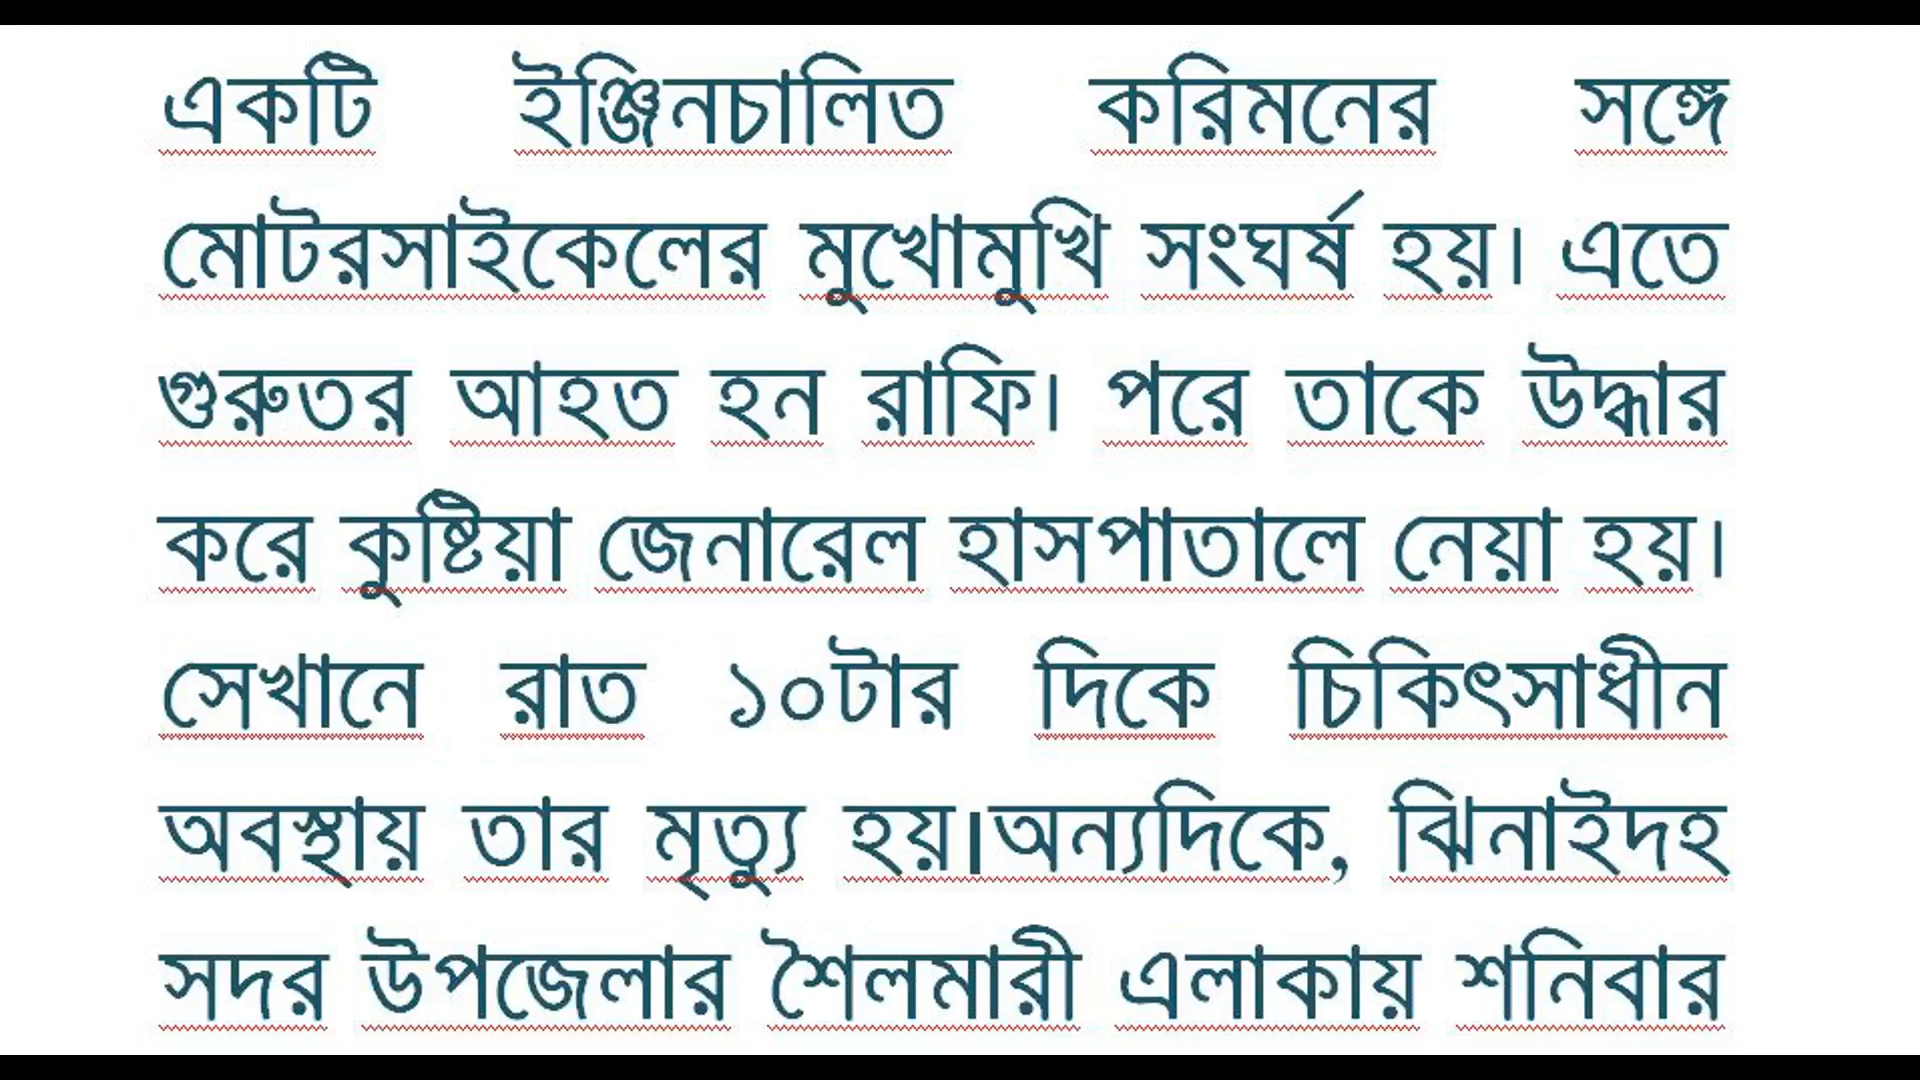 একটি ইঞ্জিনচালিত করিমনের সঙ্গে
মোটরসাইকেলের মুখোমুখি সংঘর্ষ হয়। এতে
গুরুতর আহত হন রাফি। পরে তাকে উদ্ধার
করে কুষ্টিয়া জেনারেল হাসপাতালে নেয়া হয়।
সেখানে রাত ১০টার দিকে চিকিৎসাধীন
অবস্থায় তার মৃত্যু হয়।অন্যদিকে, ঝিনাইদহ
সদর উপজেলার শৈলমারী এলাকায় শনিবার